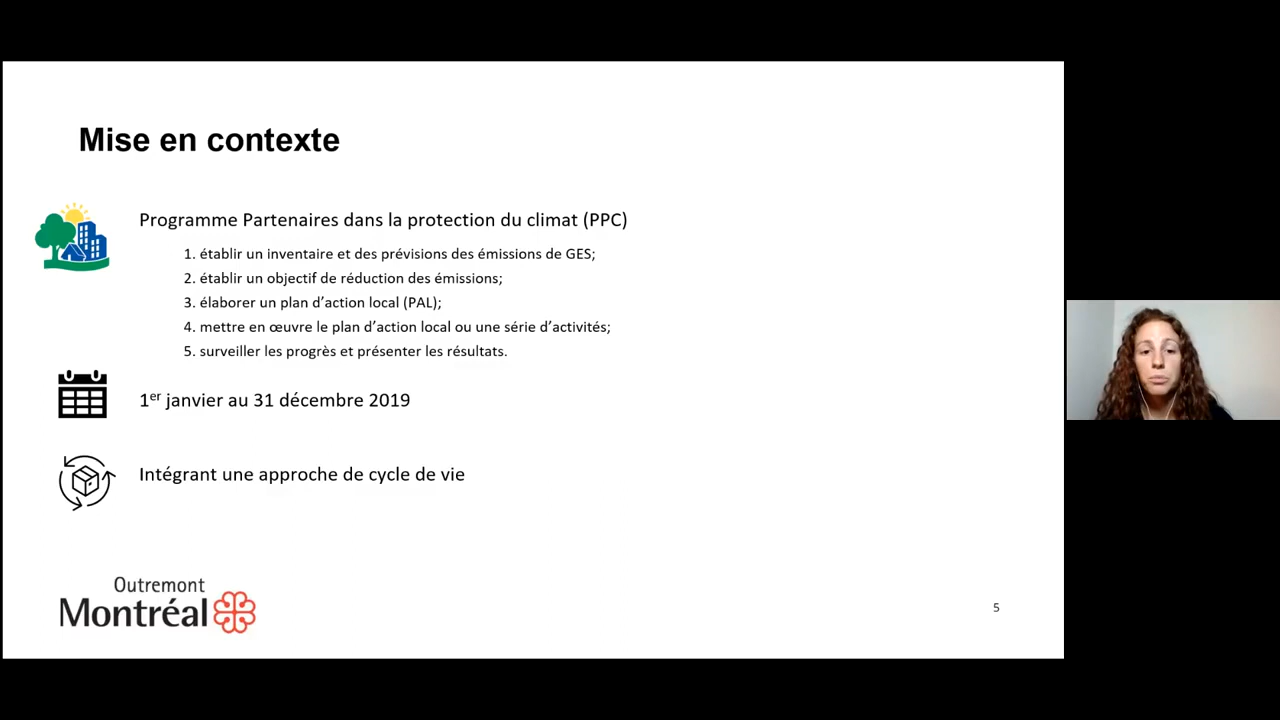 Mise en contexte
Programme Partenaires dans la protection du climat (PPC)
1. établir un inventaire et des prévisions des émissions de GES;
2. établir un objectif de réduction des émissions;
3. élaborer un plan d’action local (PAL);
4. mettre en œuvre le plan d’action local ou une série d’activités;
5. surveiller les progrès et présenter les résultats.
1er janvier au 31 décembre 2019
Intégrant une approche de cycle de vie
Outremont
Montréal
5